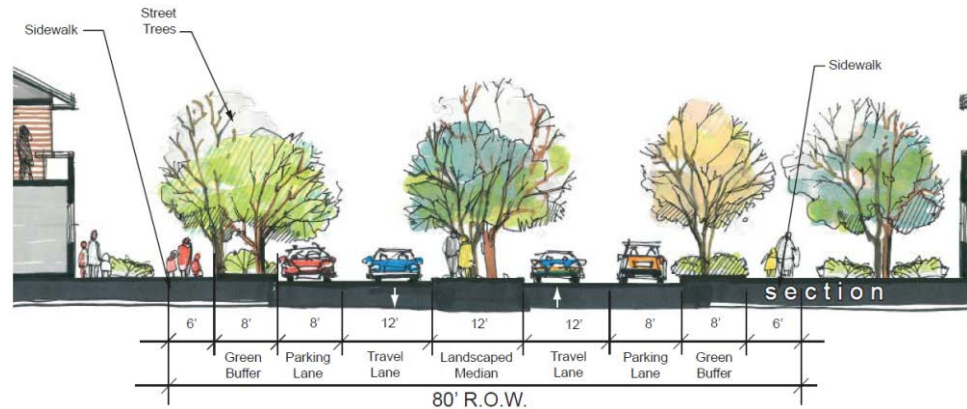 Street
Trees
Sidewalk
Sidewalk
section
6' 8' 8' 12' 12' 12' 8' 8' 6'
Green Buffer
Parking Lane
Travel Lane
Landscaped Median
Travel Lane
Parking Lane
Green Buffer
80' R.O.W.